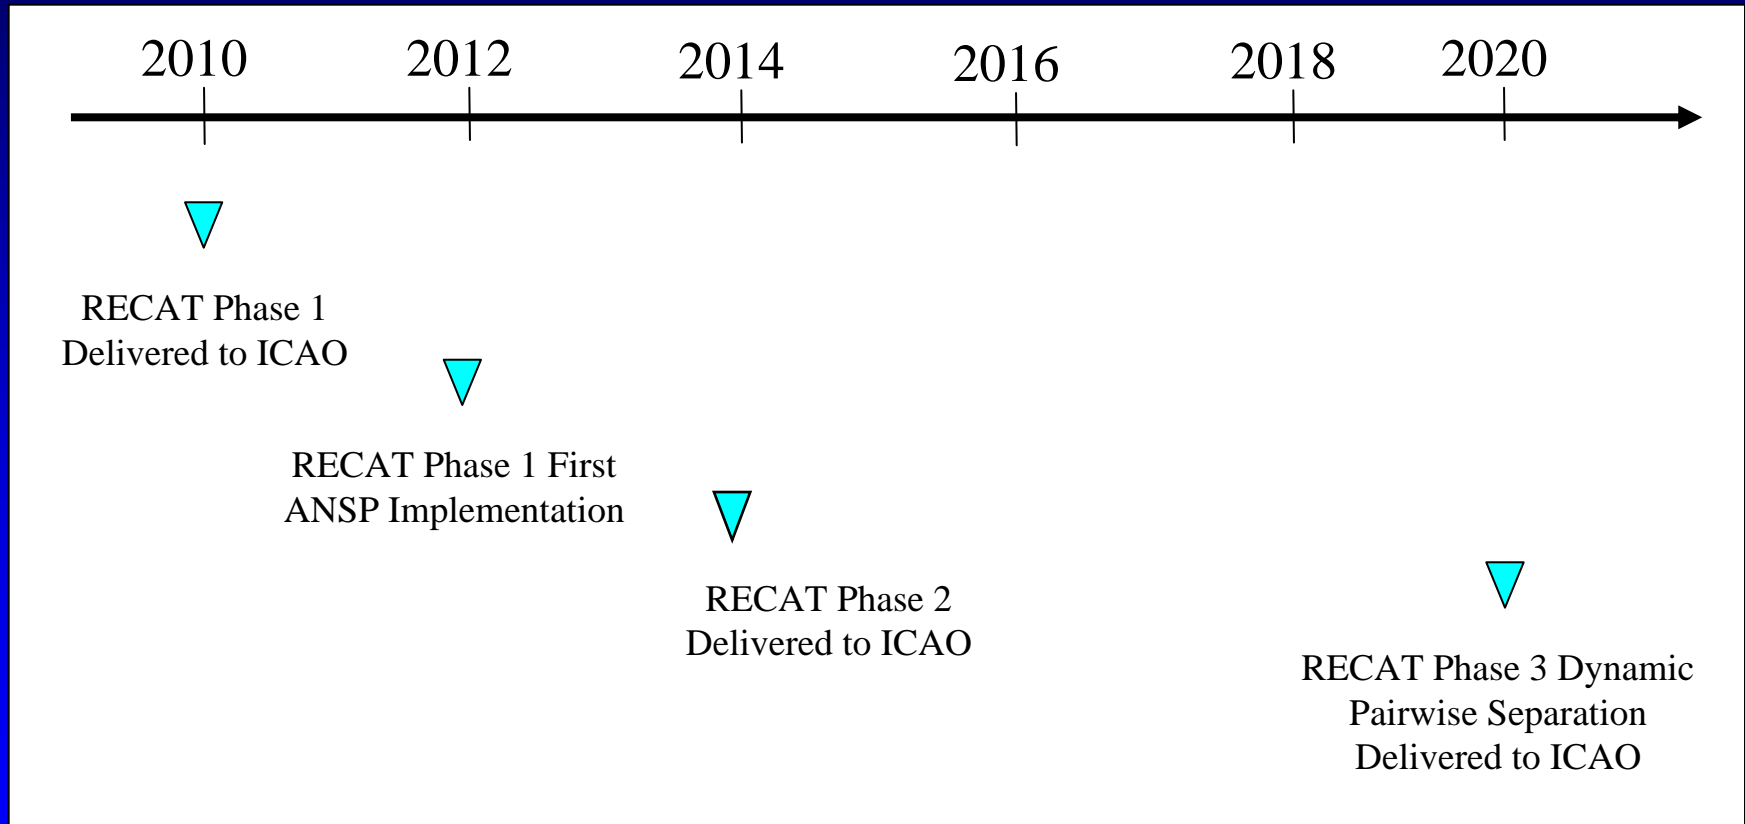 2010 2012 2014 2016 2018 2020
RECAT Phase 1
Delivered to ICAO
RECAT Phase 1 First
ANSP Implementation
RECAT Phase 2
Delivered to ICAO
RECAT Phase 3 Dynamic
Pairwise Separation
Delivered to ICAO